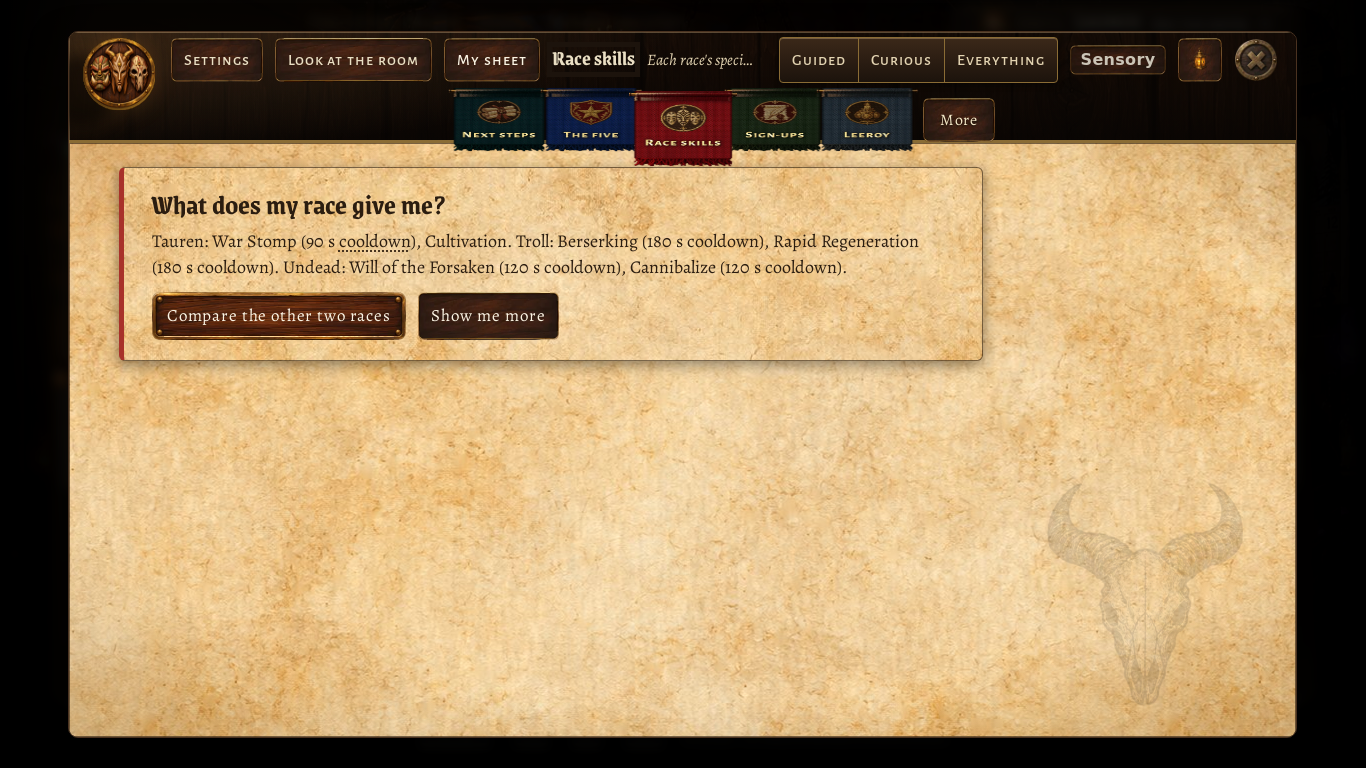 Settings
Look at the room
My sheet
Race skills
Each race's speci...
Guided
Curious
Everything
Sensory
Next steps
The Five
Race skills
Sign-ups
Leeroy
More
What does my race give me?
Tauren: War Stomp (90 s cooldown), Cultivation. Troll: Berserking (180 s cooldown), Rapid Regeneration
(180 s cooldown). Undead: Will of the Forsaken (120 s cooldown), Cannibalize (120 s cooldown).
Compare the other two races
Show me more